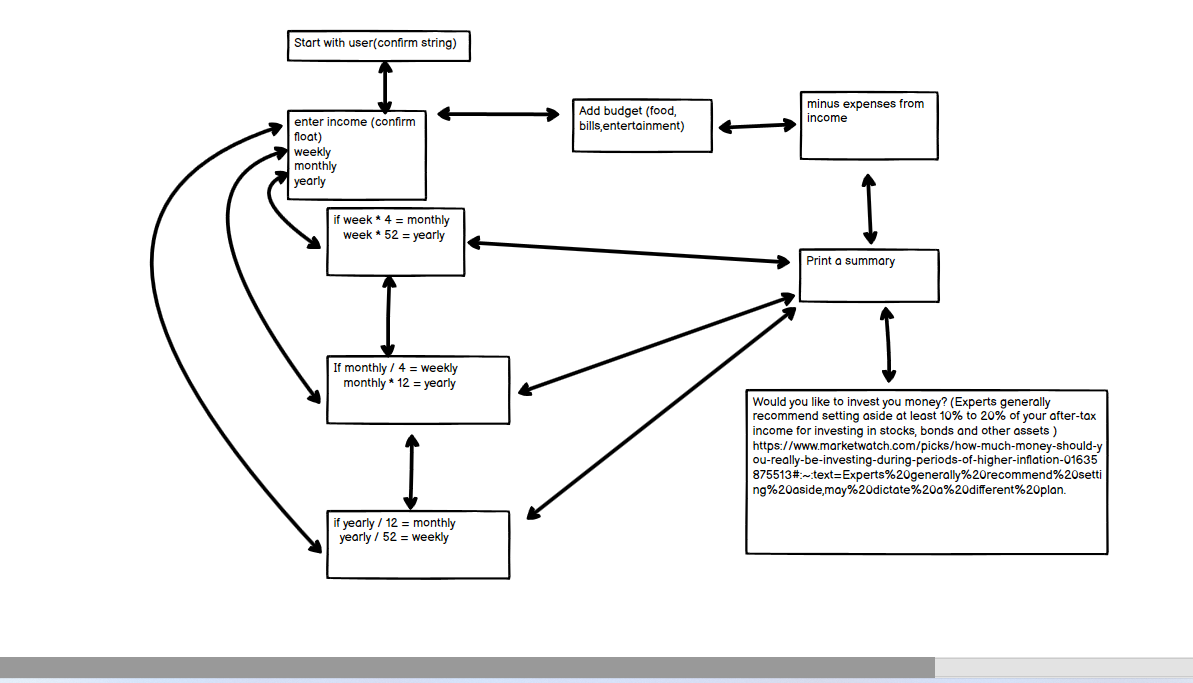 Start with user(confirm string)
enter income (confirm
float)
weekly
monthly
yearly
Add budget (food,
bills,entertainment)
minus expenses from
income
if week * 4 = monthly
week * 52 = yearly
Print a summary
If monthly / 4 = weekly
monthly * 12 = yearly
Would you like to invest you money? (Experts generally
recommend setting aside at least 10% to 20% of your after-tax
income for investing in stocks, bonds and other assets )
https://www.marketwatch.com/picks/how-much-money-should-y
ou-really-be-investing-during-periods-of-higher-inflation-01635
875513#:~:text=Experts%20generally%20recommend%20setti
ng%20aside,may%20dictate%20a%20different%20plan.
if yearly / 12 = monthly
yearly / 52 = weekly